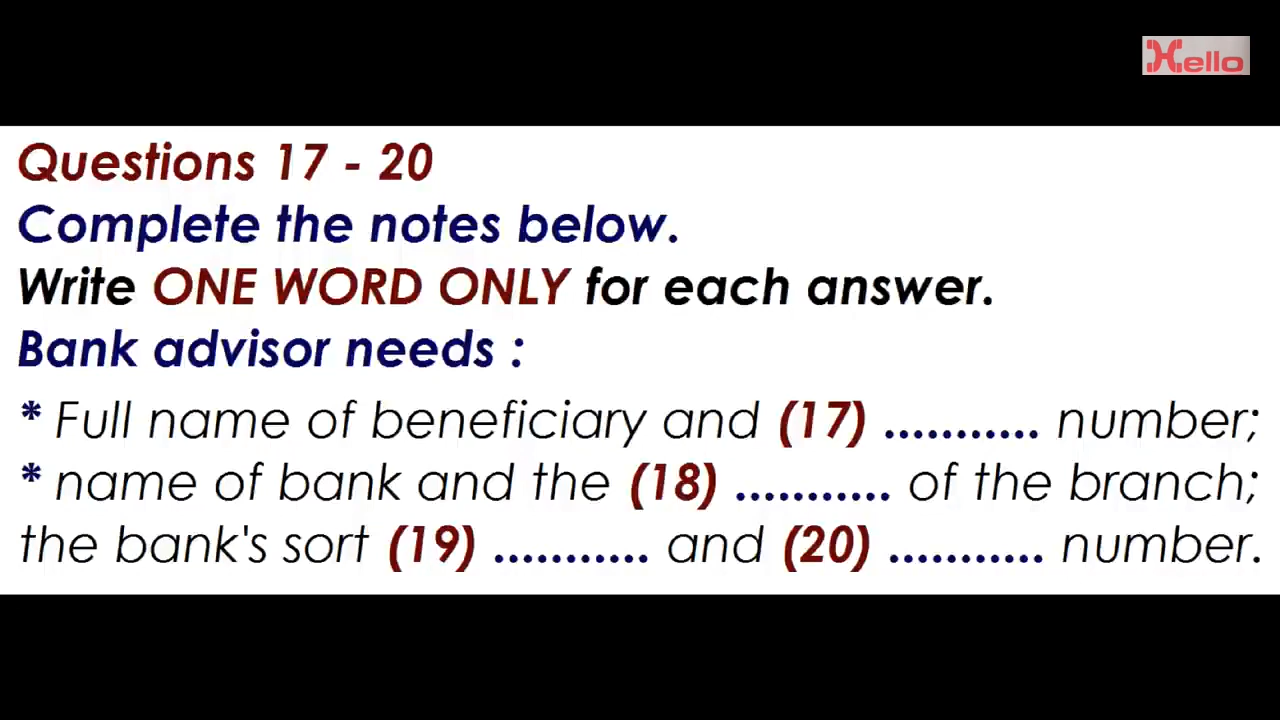 Hello
Questions 17 - 20
Complete the notes below.
Write ONE WORD ONLY for each answer.
Bank advisor needs :
* Full name of beneficiary and (17) ........... number;
* name of bank and the (18) ........... of the branch;
the bank's sort (19) ........... and (20) ........... number.